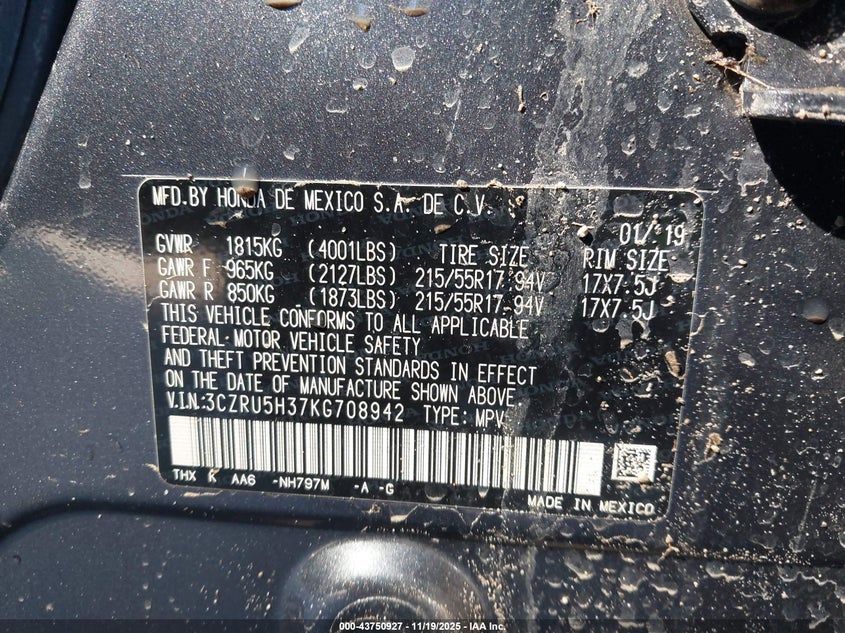 MFD.BY HONDA DE MEXICO S.A. DE C.V.
01/'19
GVWR 1815KG (4001LBS) TIRE SIZE RIM SIZE
GAWR F 965KG (2127LBS) 215/55R17 94V 17X7.5J
GAWR R 850KG (1873LBS) 215/55R17 94V 17X7.5J
THIS VEHICLE CONFORMS TO ALL APPLICABLE
FEDERAL MOTOR VEHICLE SAFETY
AND THEFT PREVENTION STANDARDS IN EFFECT
ON THE DATE OF MANUFACTURE SHOWN ABOVE
V.I.N:3CZRU5H37KG708942 TYPE: MPV
THX K AA6 -NH797M -A -G
MADE IN MEXICO
000-43750927 - 11/19/2025 - IAA Inc.